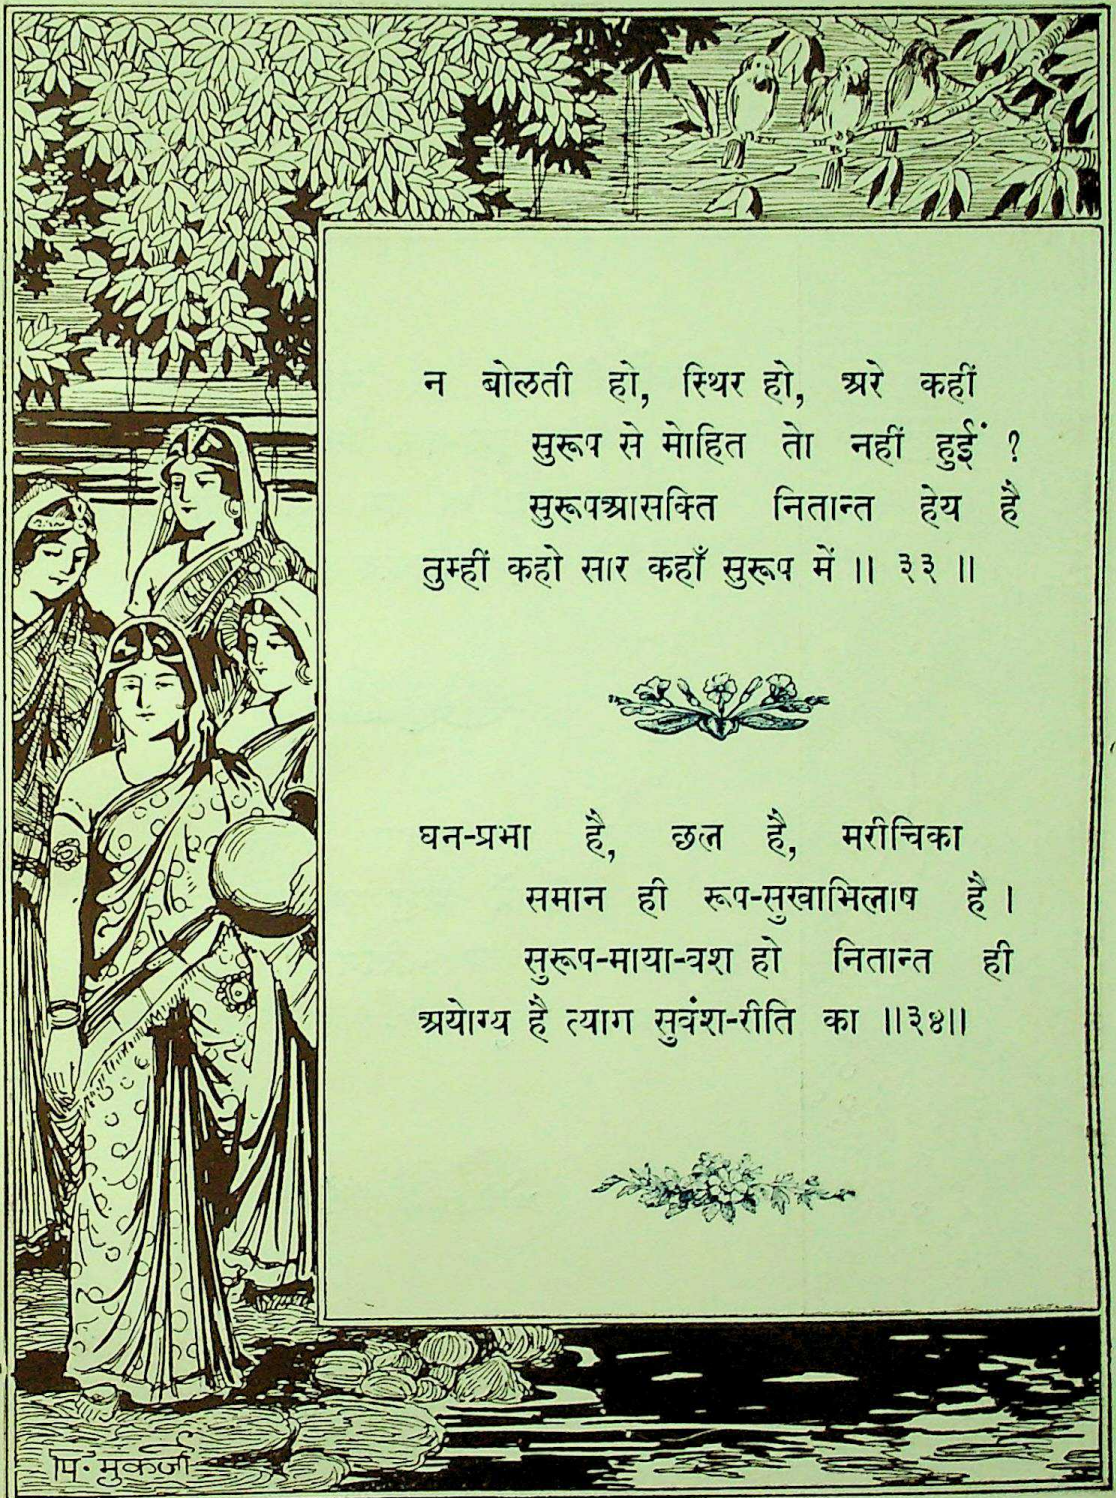 न बोलती हो, स्थिर हो, अरे कहीं
सुरूप से मोहित तो नहीं हुईं ?
सुरूपआसक्ति नितान्त हेय है
तुम्हीं कहो सार कहाँ सुरूप में ॥ ३३ ॥
घन-प्रभा है, छल है, मरीचिका
समान ही रूप-सुखाभिलाष है ।
सुरूप-माया-वश हो नितान्त ही
अयोग्य है त्याग सुवंश-रीति का ॥३४॥
पि. मुकर्जी